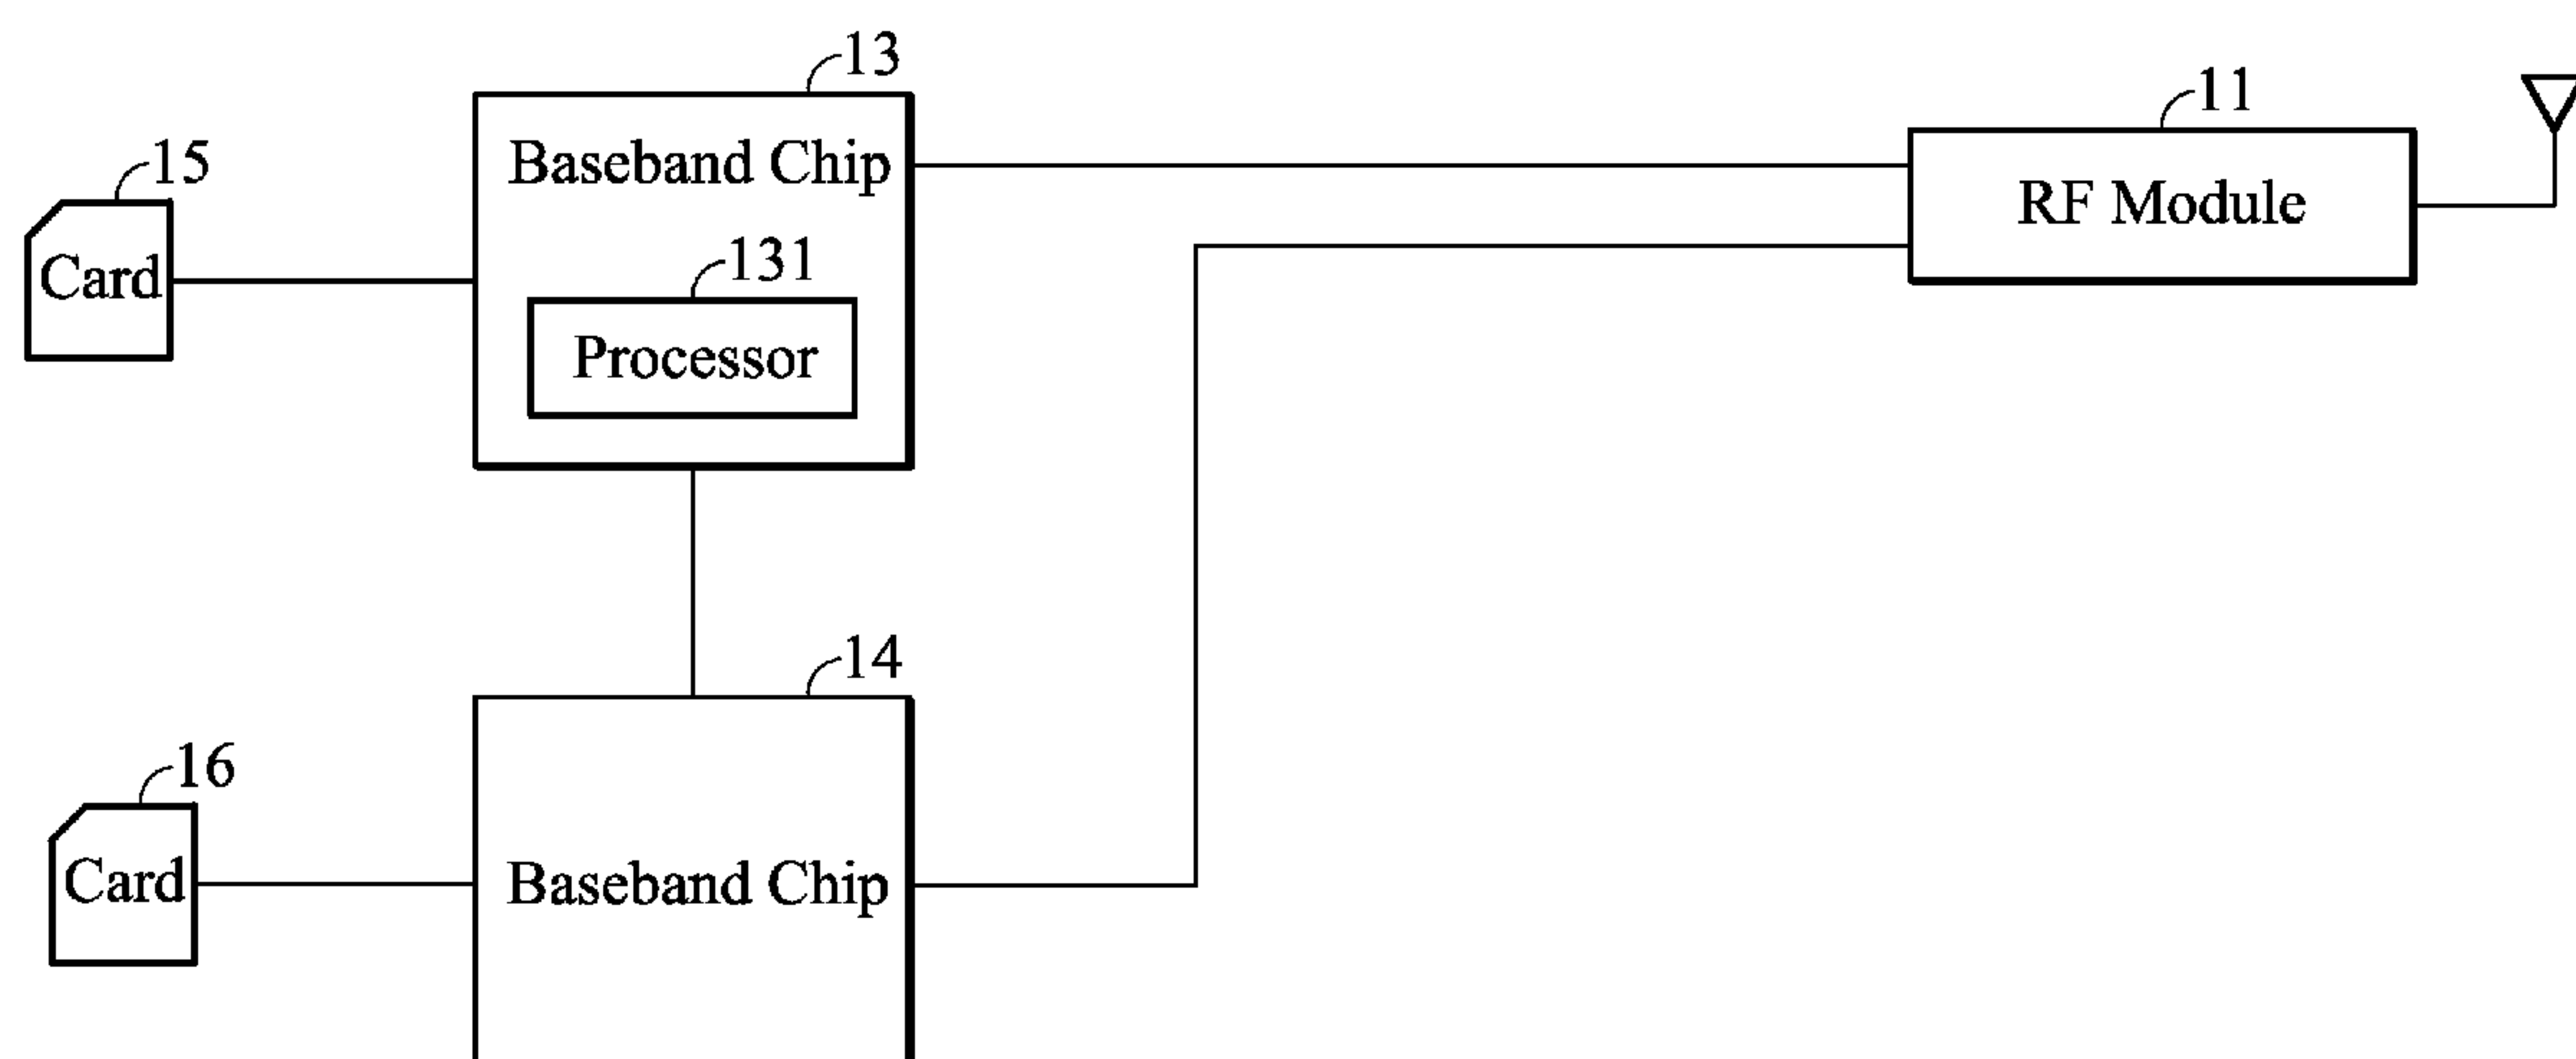 13
Baseband Chip
15
Card
131
Processor
11
RF Module
14
Baseband Chip
16
Card